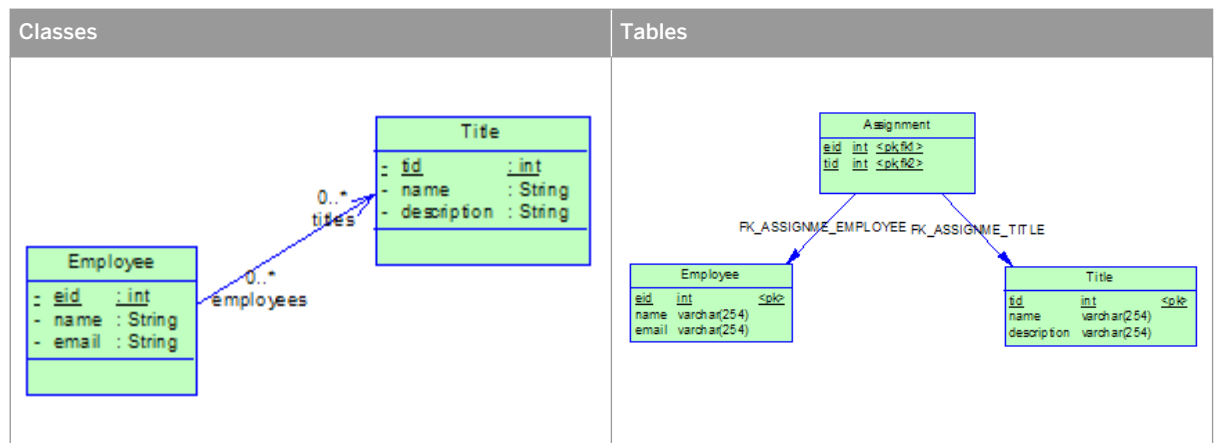 Classes
Tables
Title
- tid : int
- name : String
- description : String
0..*
titles
0..*
employees
Employee
- eid : int
- name : String
- email : String
Assignment
eid int <pk,fk1>
tid int <pk,fk2>
FK_ASSIGNME_EMPLOYEE
FK_ASSIGNME_TITLE
Employee
eid int <pk>
name varchar(254)
email varchar(254)
Title
tid int <pk>
name varchar(254)
description varchar(254)